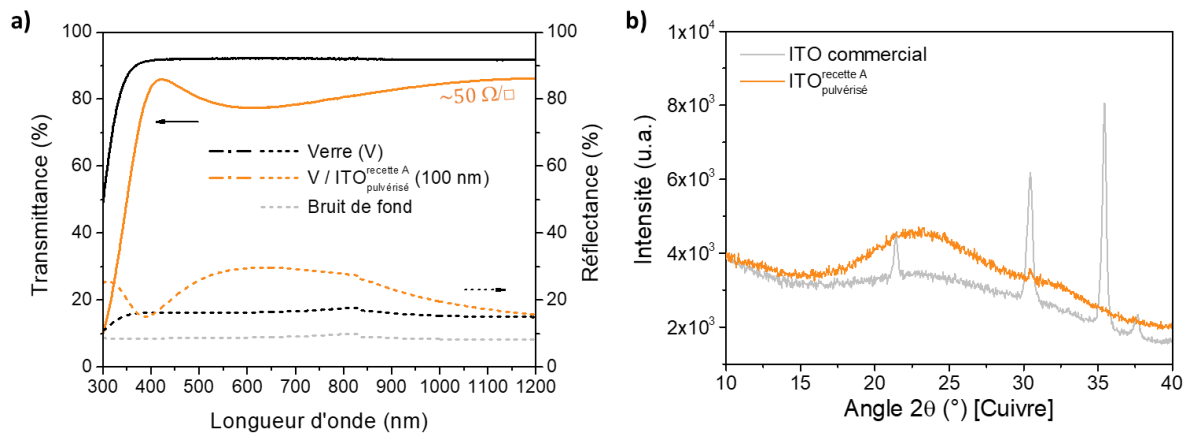 a)
100
80
60
40
20
0
Transmittance (%)
300 400 500 600 700 800 900 1000 1100 1200
Longueur d'onde (nm)
100
80
60
40
20
0
Réflectance (%)
~50 Ω/□
Verre (V)
V / ITO recette A pulvérisé (100 nm)
Bruit de fond
b)
1x10⁴
8x10³
6x10³
4x10³
2x10³
Intensité (u.a.)
10 15 20 25 30 35 40
Angle 2θ (°) [Cuivre]
ITO commercial
ITO recette A pulvérisé